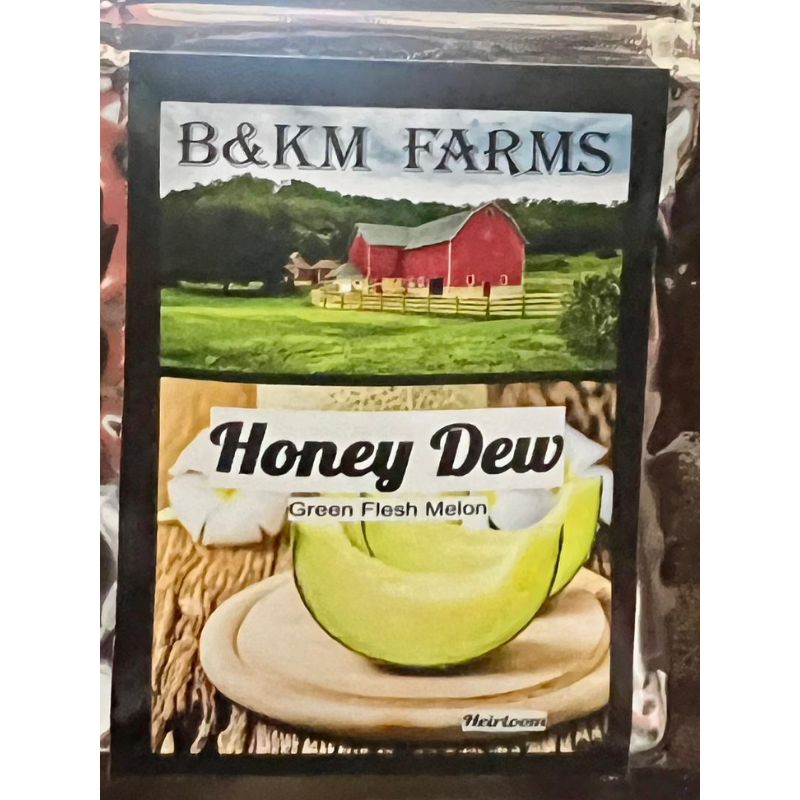 B&KM FARMS
Honey Dew
Green Flesh Melon
Heirloom